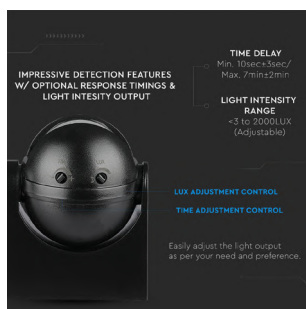 IMPRESSIVE DETECTION FEATURES
W/ OPTIONAL RESPONSE TIMINGS &
LIGHT INTESITY OUTPUT
TIME DELAY
Min. 10sec±3sec/
Max. 7min±2min
LIGHT INTENSITY
RANGE
<3 to 2000LUX
(Adjustable)
LUX ADJUSTMENT CONTROL
TIME ADJUSTMENT CONTROL
Easily adjust the light output
as per your need and preference.